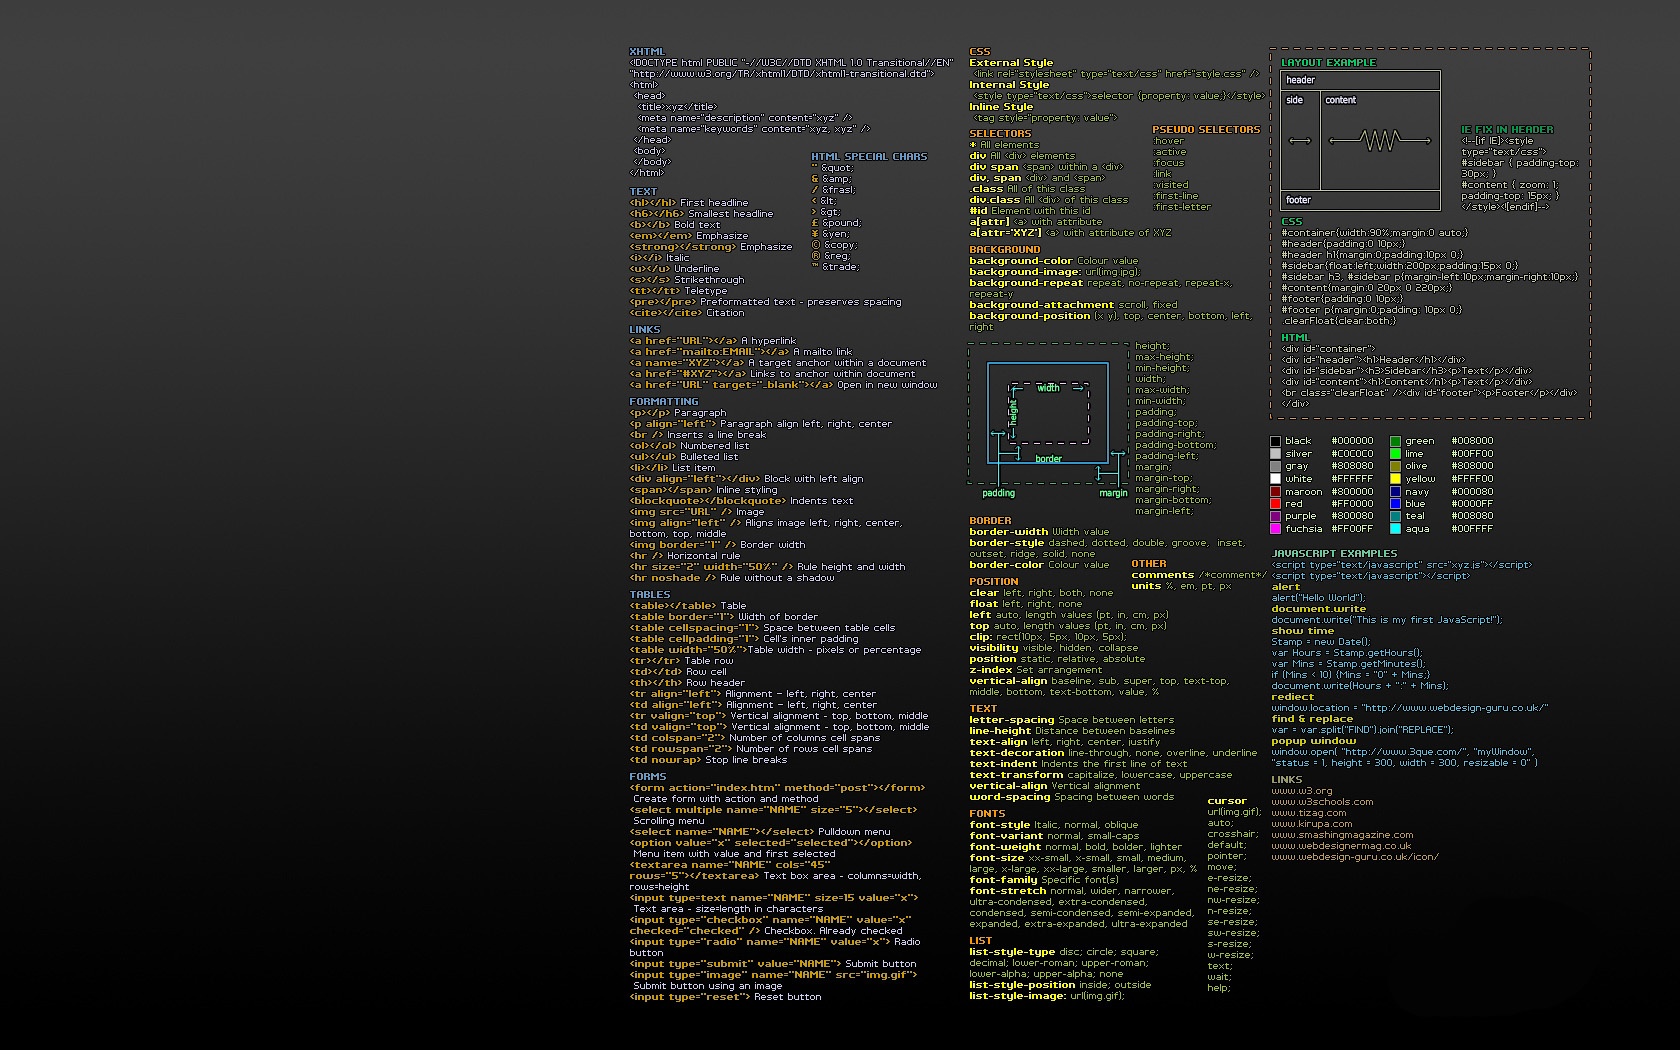 XHTML
<!DOCTYPE html PUBLIC "-//W3C//DTD XHTML 1.0 Transitional//EN"
"http://www.w3.org/TR/xhtml1/DTD/xhtml1-transitional.dtd">
<html>
<head>
<title>xyz</title>
<meta name="description" content="xyz" />
<meta name="keywords" content="xyz, xyz" />
</head>
<body>
</body>
</html>
HTML SPECIAL CHARS
" &quot;
& &amp;
/ &frasl;
< &lt;
> &gt;
£ &pound;
¥ &yen;
© &copy;
® &reg;
™ &trade;
TEXT
<h1></h1> First headline
<h6></h6> Smallest headline
<b></b> Bold text
<em></em> Emphasize
<strong></strong> Emphasize
<i></i> Italic
<u></u> Underline
<s></s> Strikethrough
<tt></tt> Teletype
<pre></pre> Preformatted text - preserves spacing
<cite></cite> Citation
LINKS
<a href="URL"></a> A hyperlink
<a href="mailto:EMAIL"></a> A mailto link
<a name="XYZ"></a> A target anchor within a document
<a href="#XYZ"></a> Links to anchor within document
<a href="URL" target="_blank"></a> Open in new window
FORMATTING
<p></p> Paragraph
<p align="left"> Paragraph align left, right, center
<br /> Inserts a line break
<ol></ol> Numbered list
<ul></ul> Bulleted list
<li></li> List item
<div align="left"></div> Block with left align
<span></span> Inline styling
<blockquote></blockquote> Indents text
<img src="URL" /> Image
<img align="left" /> Aligns image left, right, center,
bottom, top, middle
<img border="1" /> Border width
<hr /> Horizontal rule
<hr size="2" width="50%" /> Rule height and width
<hr noshade /> Rule without a shadow
TABLES
<table></table> Table
<table border="1"> Width of border
<table cellspacing="1"> Space between table cells
<table cellpadding="1"> Cell's inner padding
<table width="50%">Table width - pixels or percentage
<tr></tr> Table row
<td></td> Row cell
<th></th> Row header
<tr align="left"> Alignment – left, right, center
<td align="left"> Alignment – left, right, center
<tr valign="top"> Vertical alignment - top, bottom, middle
<td valign="top"> Vertical alignment - top, bottom, middle
<td colspan="2"> Number of columns cell spans
<td rowspan="2"> Number of rows cell spans
<td nowrap> Stop line breaks
FORMS
<form action="index.htm" method="post"></form>
Create form with action and method
<select multiple name="NAME" size="5"></select>
Scrolling menu
<select name="NAME"></select> Pulldown menu
<option value="x" selected="selected"></option>
Menu item with value and first selected
<textarea name="NAME" cols="45"
rows="5"></textarea> Text box area - columns=width,
rows=height
<input type=text name="NAME" size=15 value="x">
Text area - size=length in characters
<input type="checkbox" name="NAME" value="x"
checked="checked" /> Checkbox. Already checked
<input type="radio" name="NAME" value="x"> Radio
button
<input type="submit" value="NAME"> Submit button
<input type="image" name="NAME" src="img.gif">
Submit button using an image
<input type="reset"> Reset button
CSS
External Style
<link rel="stylesheet" type="text/css" href="style.css" />
Internal Style
<style type="text/css">selector {property: value;}</style>
Inline Style
<tag style="property: value">
SELECTORS
* All elements
div All <div> elements
div span <span> within a <div>
div, span <div> and <span>
.class All of this class
div.class All <div> of this class
#id Element with this id
a[attr] <a> with attribute
a[attr='XYZ'] <a> with attribute of XYZ
PSEUDO SELECTORS
:hover
:active
:focus
:link
:visited
:first-line
:first-letter
BACKGROUND
background-color Colour value
background-image: url(img.jpg);
background-repeat repeat, no-repeat, repeat-x,
repeat-y
background-attachment scroll, fixed
background-position (x y), top, center, bottom, left,
right
width
height
border
padding
margin
height;
max-height;
min-height;
width;
max-width;
min-width;
padding;
padding-top;
padding-right;
padding-bottom;
padding-left;
margin;
margin-top;
margin-right;
margin-bottom;
margin-left;
BORDER
border-width Width value
border-style dashed, dotted, double, groove, inset,
outset, ridge, solid, none
border-color Colour value
OTHER
comments /*comment*/
units %, em, pt, px
POSITION
clear left, right, both, none
float left, right, none
left auto, length values (pt, in, cm, px)
top auto, length values (pt, in, cm, px)
clip: rect(10px, 5px, 10px, 5px);
visibility visible, hidden, collapse
position static, relative, absolute
z-index Set arrangement
vertical-align baseline, sub, super, top, text-top,
middle, bottom, text-bottom, value, %
TEXT
letter-spacing Space between letters
line-height Distance between baselines
text-align left, right, center, justify
text-decoration line-through, none, overline, underline
text-indent Indents the first line of text
text-transform capitalize, lowercase, uppercase
vertical-align Vertical alignment
word-spacing Spacing between words
FONTS
font-style Italic, normal, oblique
font-variant normal, small-caps
font-weight normal, bold, bolder, lighter
font-size xx-small, x-small, small, medium,
large, x-large, xx-large, smaller, larger, px, %
font-family Specific font(s)
font-stretch normal, wider, narrower,
ultra-condensed, extra-condensed,
condensed, semi-condensed, semi-expanded,
expanded, extra-expanded, ultra-expanded
LIST
list-style-type disc; circle; square;
decimal; lower-roman; upper-roman;
lower-alpha; upper-alpha; none
list-style-position inside; outside
list-style-image: url(img.gif);
cursor
url(img.gif);
auto;
crosshair;
default;
pointer;
move;
e-resize;
ne-resize;
nw-resize;
n-resize;
se-resize;
sw-resize;
s-resize;
w-resize;
text;
wait;
help;
LAYOUT EXAMPLE
header
side
content
footer
IE FIX IN HEADER
<!--[if IE]><style
type="text/css">
#sidebar { padding-top:
30px; }
#content { zoom: 1;
padding-top: 15px; }
</style><![endif]-->
CSS
#container{width:90%;margin:0 auto;}
#header{padding:0 10px;}
#header h1{margin:0;padding:10px 0;}
#sidebar{float:left;width:200px;padding:15px 0;}
#sidebar h3, #sidebar p{margin-left:10px;margin-right:10px;}
#content{margin:0 20px 0 220px;}
#footer{padding:0 10px;}
#footer p{margin:0;padding: 10px 0;}
.clearFloat{clear:both;}
HTML
<div id="container">
<div id="header"><h1>Header</h1></div>
<div id="sidebar"><h3>Sidebar</h3><p>Text</p></div>
<div id="content"><h1>Content</h1><p>Text</p></div>
<br class="clearFloat" /><div id="footer"><p>Footer</p></div>
</div>
black #000000 green #008000
silver #C0C0C0 lime #00FF00
gray #808080 olive #808000
white #FFFFFF yellow #FFFF00
maroon #800000 navy #000080
red #FF0000 blue #0000FF
purple #800080 teal #008080
fuchsia #FF00FF aqua #00FFFF
JAVASCRIPT EXAMPLES
<script type="text/javascript" src="xyz.js"></script>
<script type="text/javascript"></script>
alert
alert("Hello World");
document.write
document.write("This is my first JavaScript!");
show time
Stamp = new Date();
var Hours = Stamp.getHours();
var Mins = Stamp.getMinutes();
if (Mins < 10) {Mins = "0" + Mins;}
document.write(Hours + ":" + Mins);
rediect
window.location = "http://www.webdesign-guru.co.uk/"
find & replace
var = var.split("FIND").join("REPLACE");
popup window
window.open( "http://www.3que.com/", "myWindow",
"status = 1, height = 300, width = 300, resizable = 0" )
LINKS
www.w3.org
www.w3schools.com
www.tizag.com
www.kirupa.com
www.smashingmagazine.com
www.webdesignermag.co.uk
www.webdesign-guru.co.uk/icon/